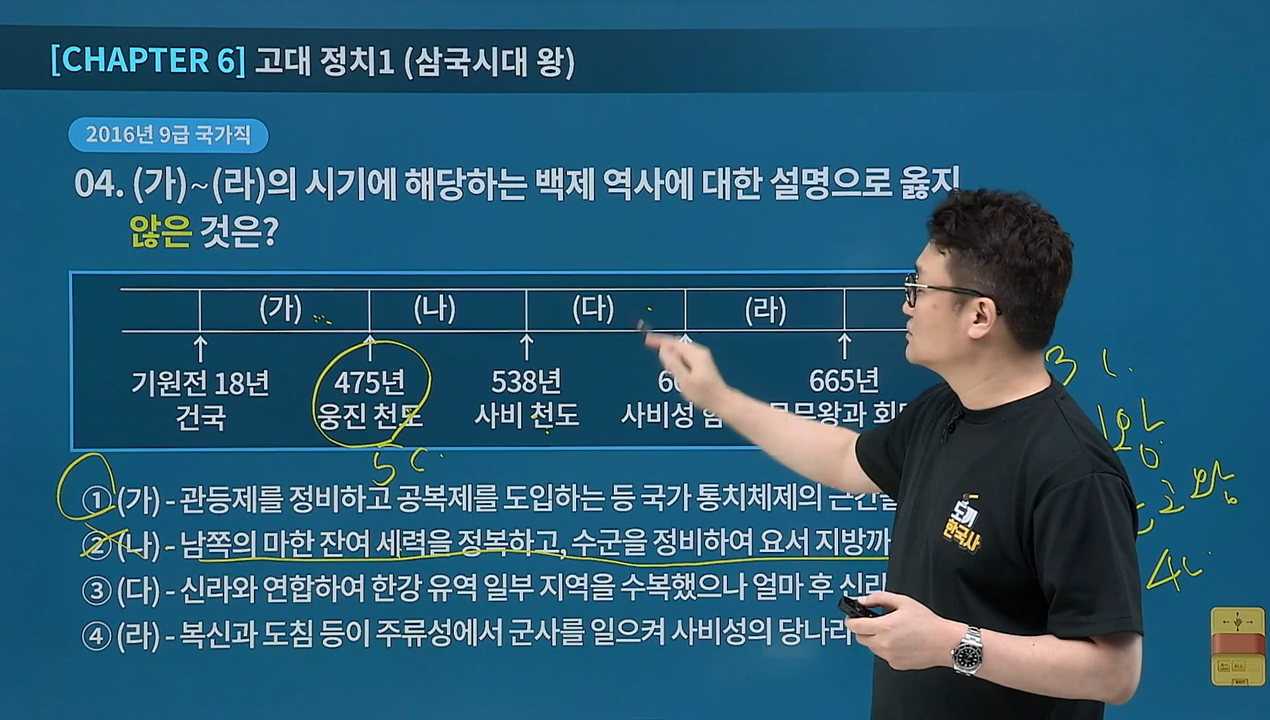 [CHAPTER 6] 고대 정치1 (삼국시대 왕)
2016년 9급 국가직
04. (가)~(라)의 시기에 해당하는 백제 역사에 대한 설명으로 옳지
않은 것은?
(가) (나) (다) (라)
기원전 18년 475년 538년 665년
건국 웅진 천도 사비 천도 사비성
3C.
5C.
4C
① (가) - 관등제를 정비하고 공복제를 도입하는 등 국가 통치체제의
② (나) - 남쪽의 마한 잔여 세력을 정복하고, 수군을 정비하여 요서 지방까
③ (다) - 신라와 연합하여 한강 유역 일부 지역을 수복했으나 얼마 후 신라
④ (라) - 복신과 도침 등이 주류성에서 군사를 일으켜 사비성의 당나라
한국사